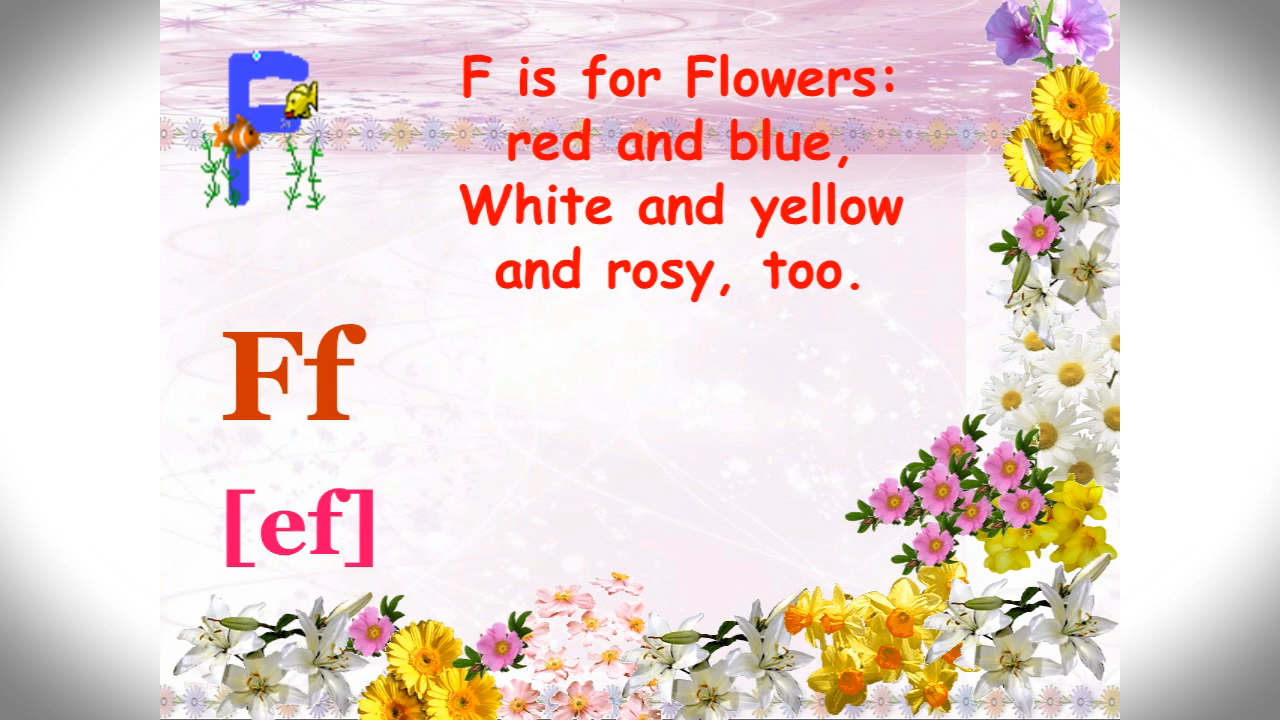 F is for Flowers:
red and blue,
White and yellow
and rosy, too.
F
Ff
[ef]